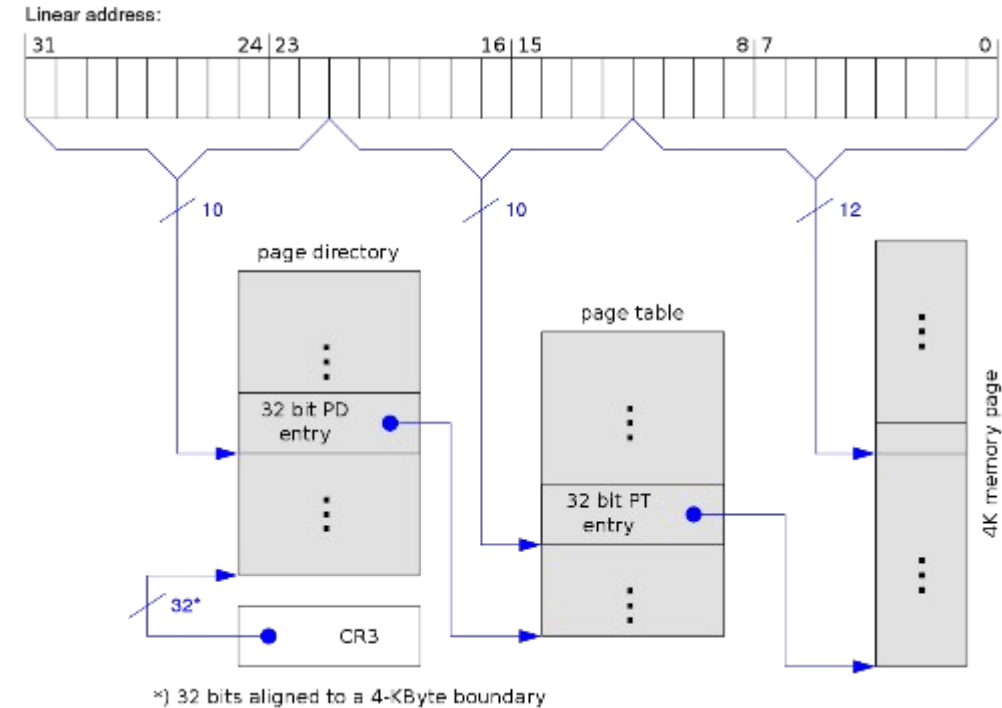 Linear address:
31 24 23 16 15 8 7 0
10 10 12
page directory
page table
32 bit PD
entry
32 bit PT
entry
4K memory page
32*
CR3
*) 32 bits aligned to a 4-KByte boundary